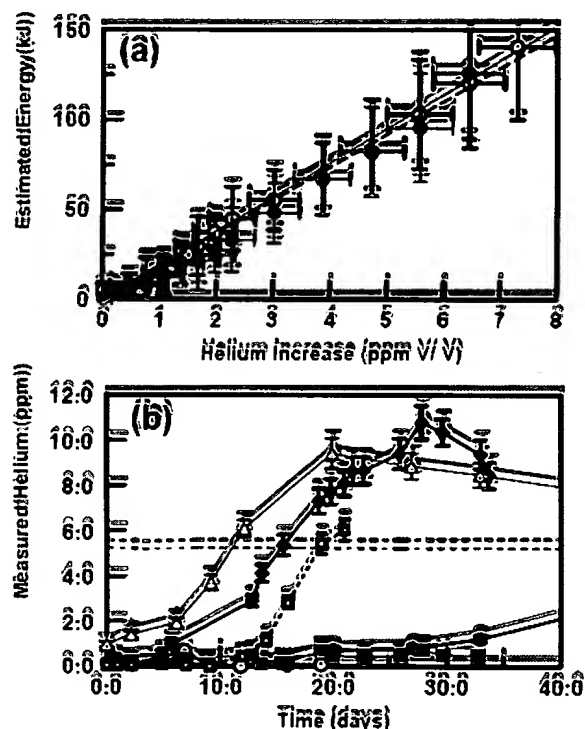 (a)
Estimated Energy (kJ)
150
100
50
0
0 1 2 3 4 5 6 7 8
Helium Increase (ppm V/V)
(b)
Measured Helium (ppm)
12.0
10.0
8.0
6.0
4.0
2.0
0.0
0.0 10.0 20.0 30.0 40.0
Time (days)